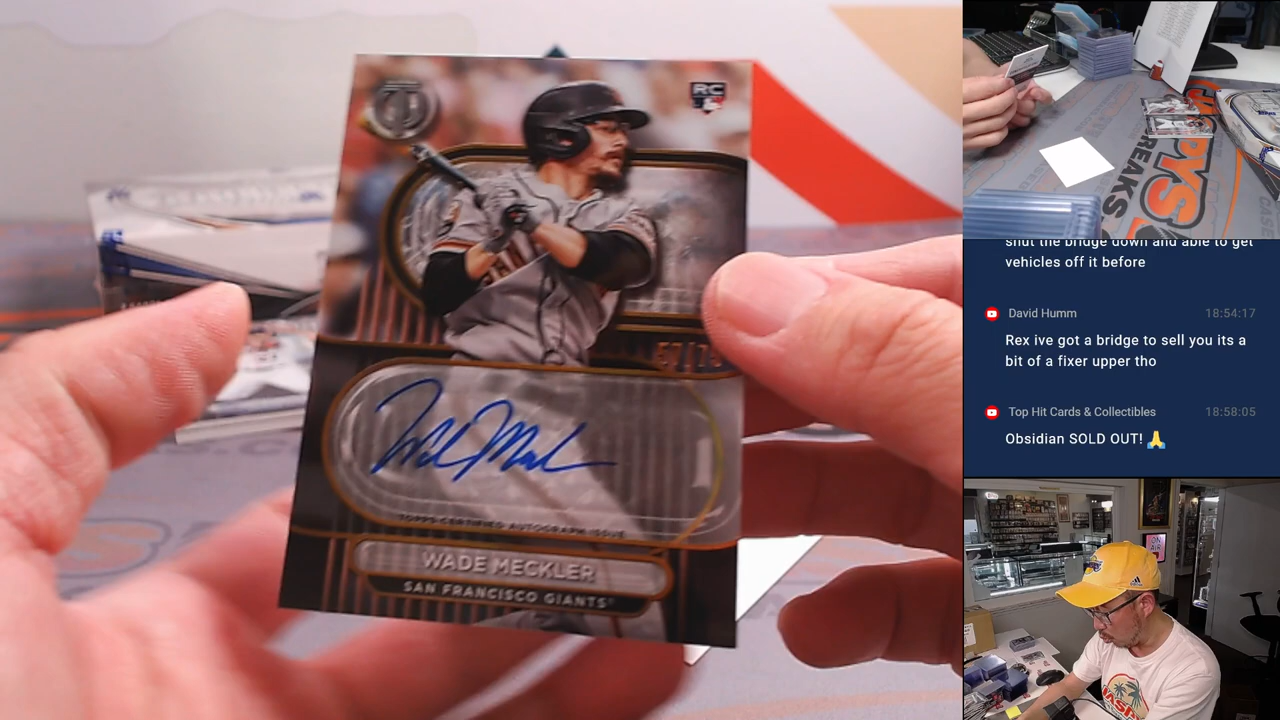 RC
TOPPS CERTIFIED AUTOGRAPH ISSUE
WADE MECKLER
SAN FRANCISCO GIANTS
BREAKS
shut the bridge down and able to get
vehicles off it before
David Humm 18:54:17
Rex ive got a bridge to sell you its a
bit of a fixer upper tho
Top Hit Cards & Collectibles 18:58:05
Obsidian SOLD OUT! 🙏
ON
AIR